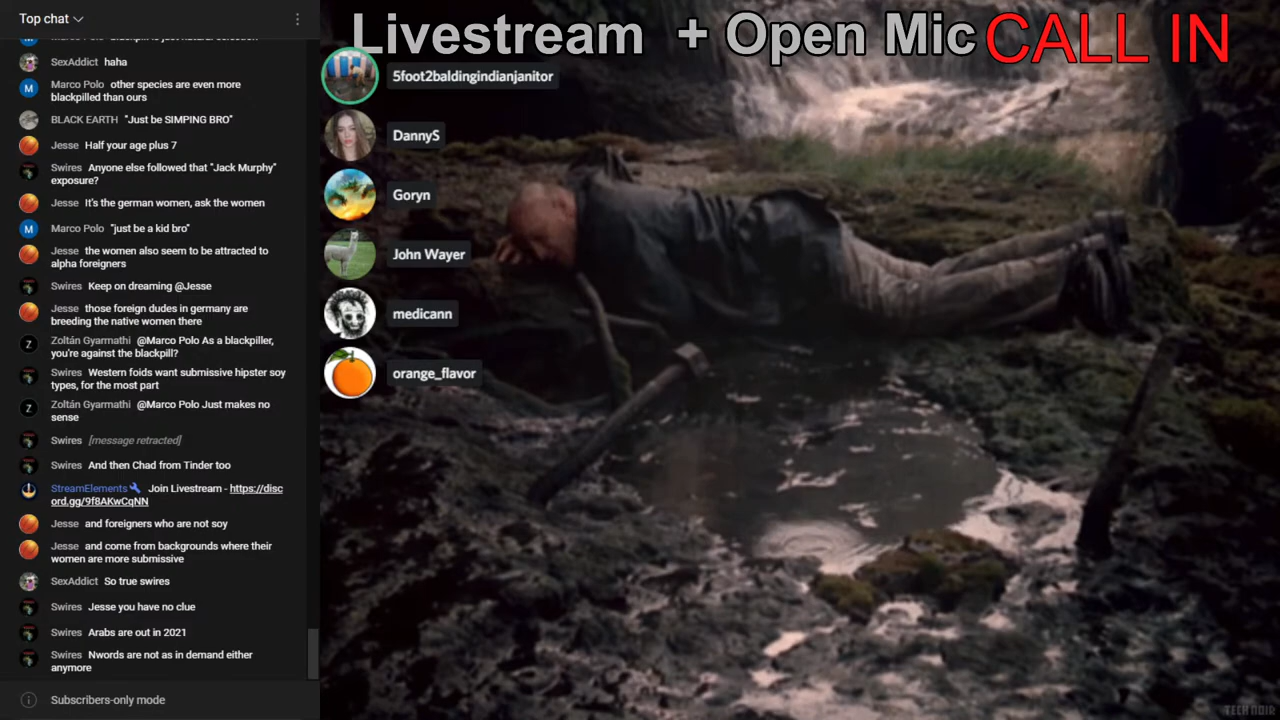 Top chat
SexAddict haha
Marco Polo other species are even more
blackpilled than ours
BLACK EARTH "Just be SIMPING BRO"
Jesse Half your age plus 7
Swires Anyone else followed that "Jack Murphy"
exposure?
Jesse It's the german women, ask the women
Marco Polo "just be a kid bro"
Jesse the women also seem to be attracted to
alpha foreigners
Swires Keep on dreaming @Jesse
Jesse those foreign dudes in germany are
breeding the native women there
Zoltán Gyarmathi @Marco Polo As a blackpiller,
you're against the blackpill?
Swires Western foids want submissive hipster soy
types, for the most part
Zoltán Gyarmathi @Marco Polo Just makes no
sense
Swires [message retracted]
Swires And then Chad from Tinder too
StreamElements Join Livestream - https://disc
ord.gg/9f8AKwCqNN
Jesse and foreigners who are not soy
Jesse and come from backgrounds where their
women are more submissive
SexAddict So true swires
Swires Jesse you have no clue
Swires Arabs are out in 2021
Swires Nwords are not as in demand either
anymore
Subscribers-only mode
Livestream + Open Mic CALL IN
5foot2baldingindianjanitor
DannyS
Goryn
John Wayer
medicann
orange_flavor
TECH NOIR